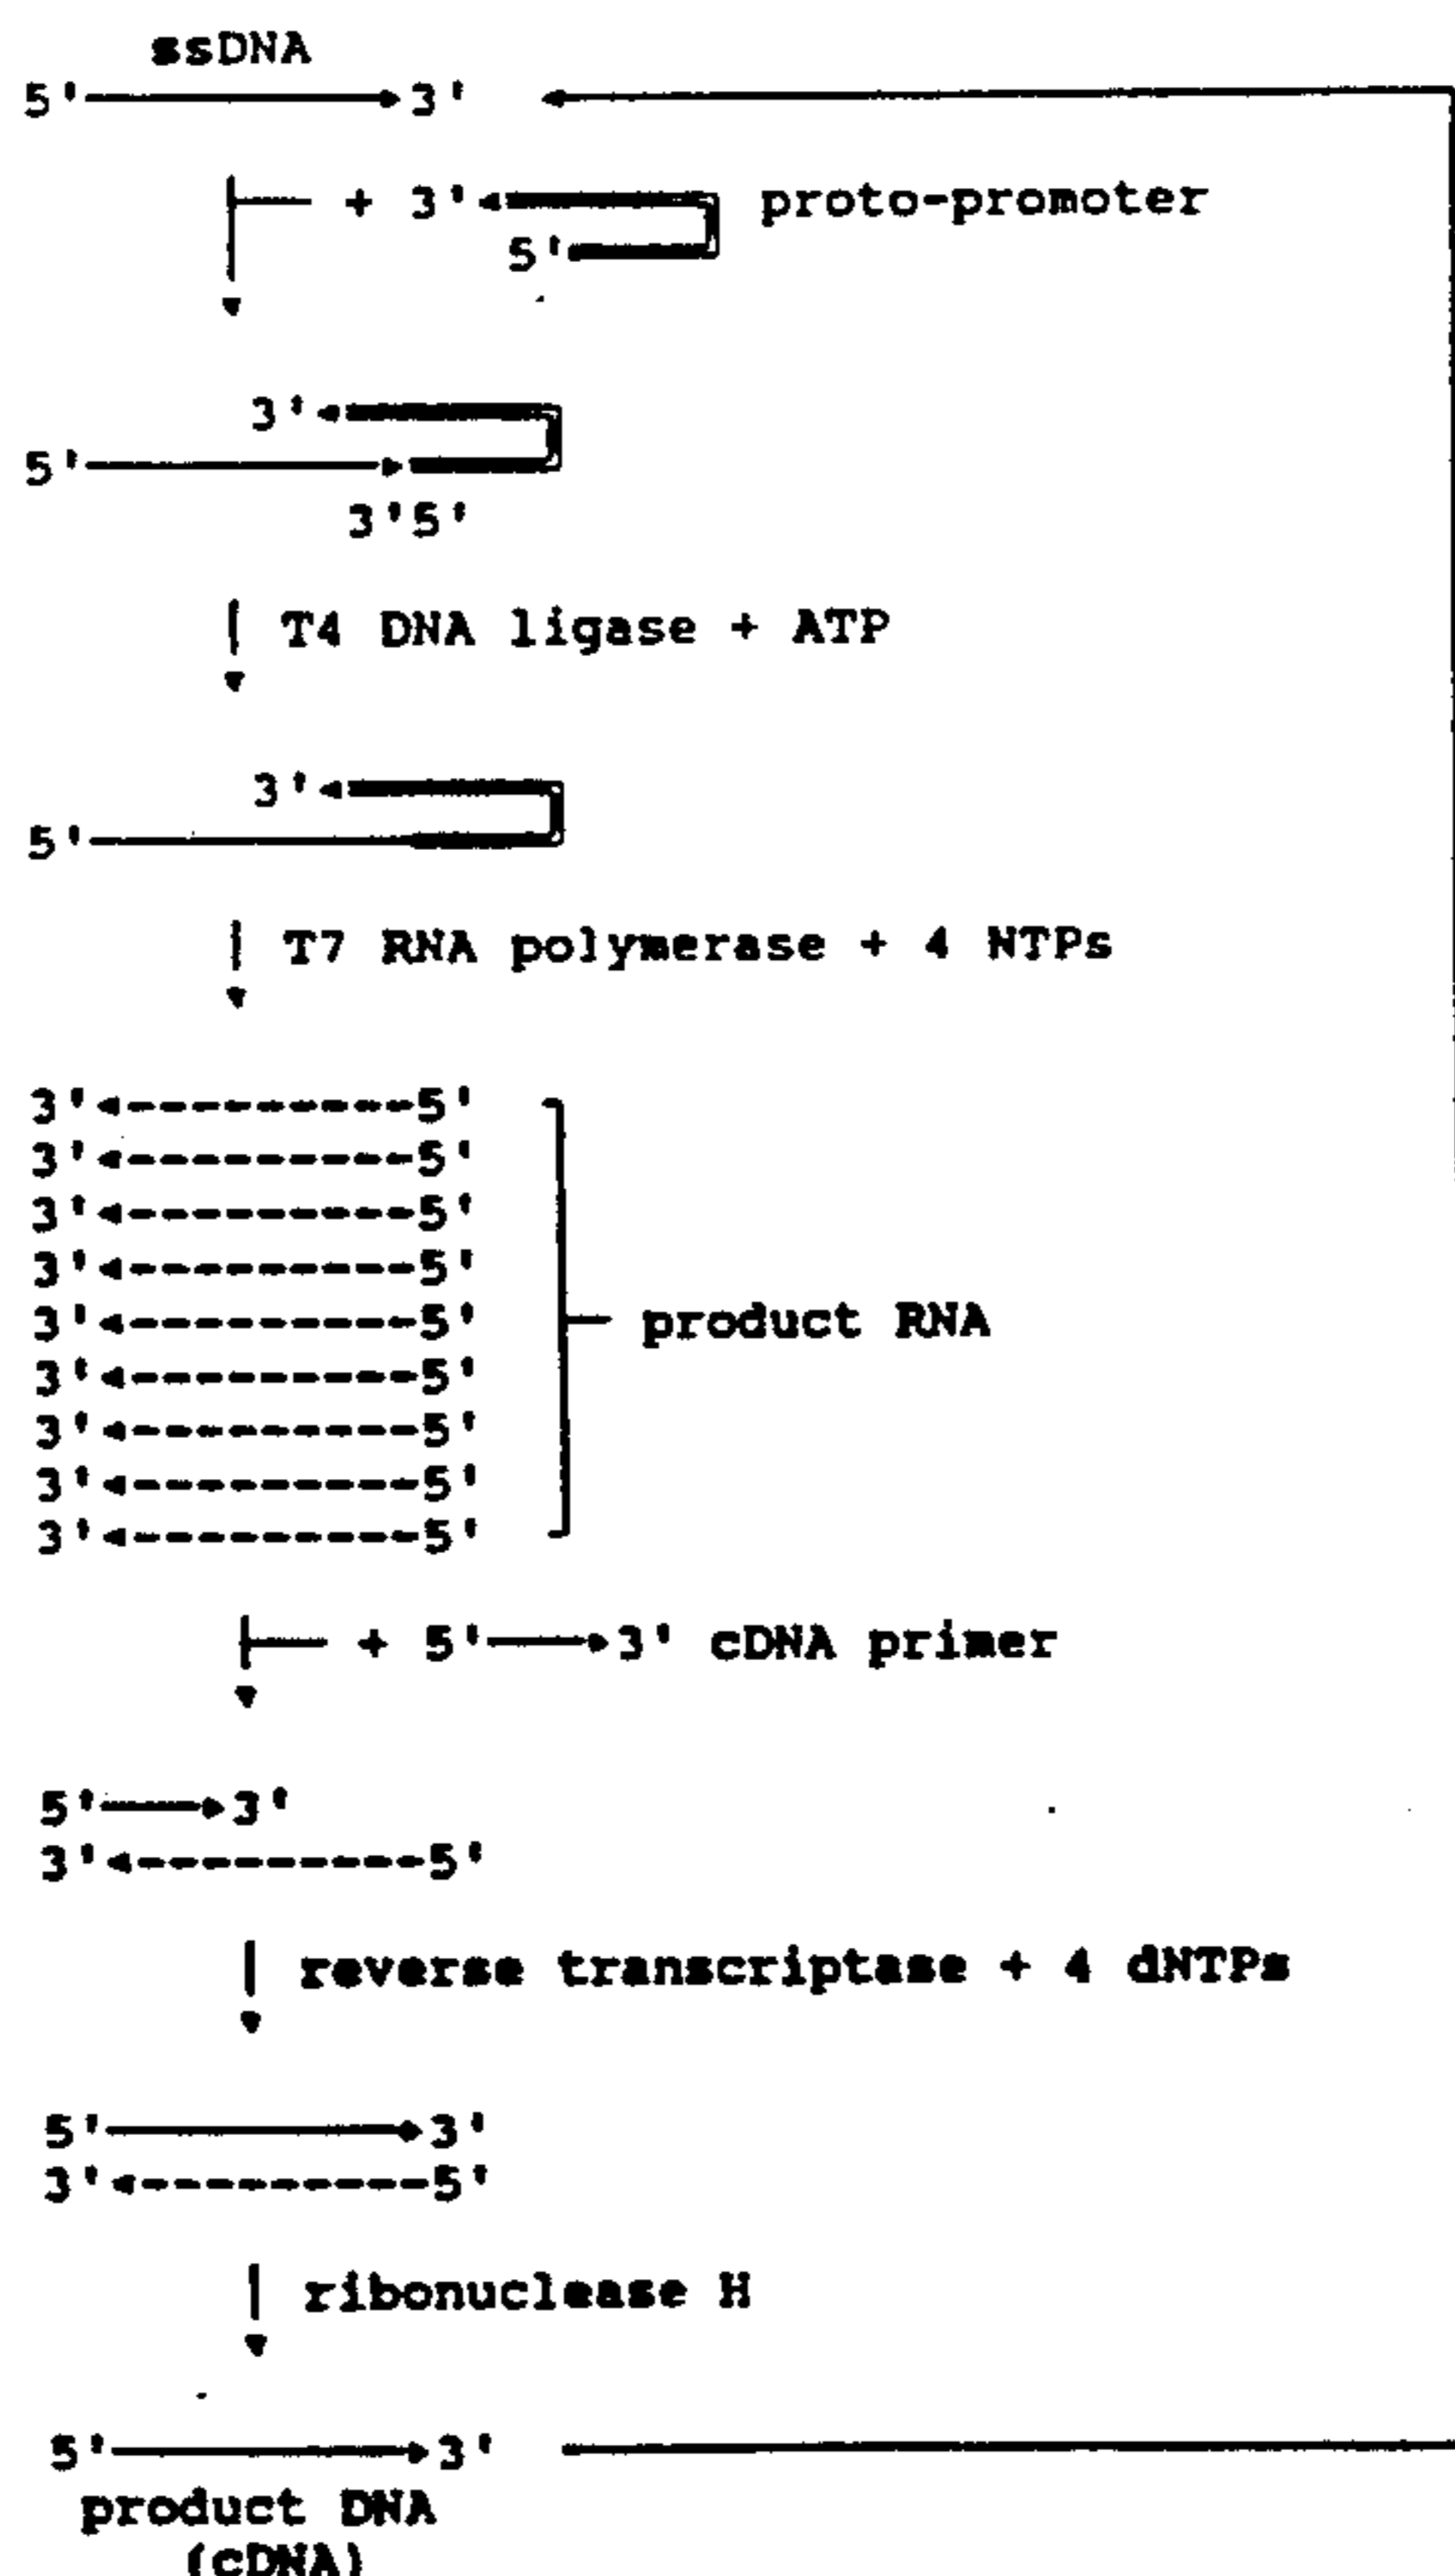 ssDNA
5' 3'
+ 3' proto-promoter
5'
3'
5'
3'5'
T4 DNA ligase + ATP
3'
5'
T7 RNA polymerase + 4 NTPs
3' 5'
3' 5'
3' 5'
3' 5'
3' 5' product RNA
3' 5'
3' 5'
3' 5'
3' 5'
+ 5' 3' cDNA primer
5' 3'
3' 5'
reverse transcriptase + 4 dNTPs
5' 3'
3' 5'
ribonuclease H
5' 3'
product DNA
(cDNA)